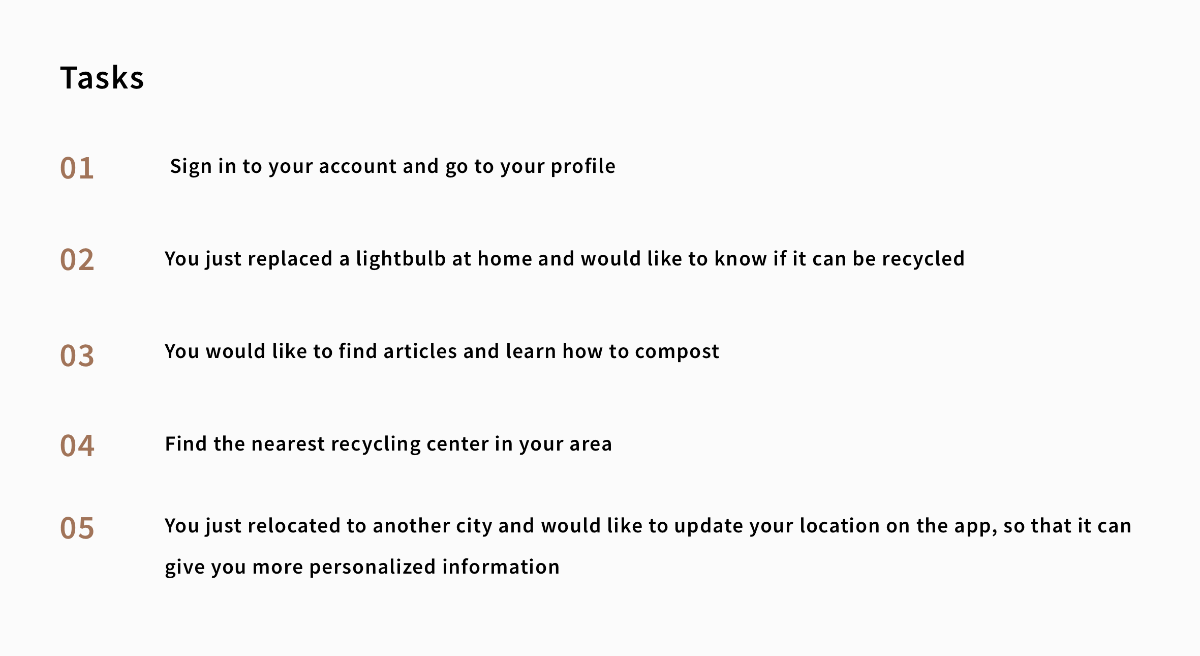 Tasks
01 Sign in to your account and go to your profile
02 You just replaced a lightbulb at home and would like to know if it can be recycled
03 You would like to find articles and learn how to compost
04 Find the nearest recycling center in your area
05 You just relocated to another city and would like to update your location on the app, so that it can
give you more personalized information